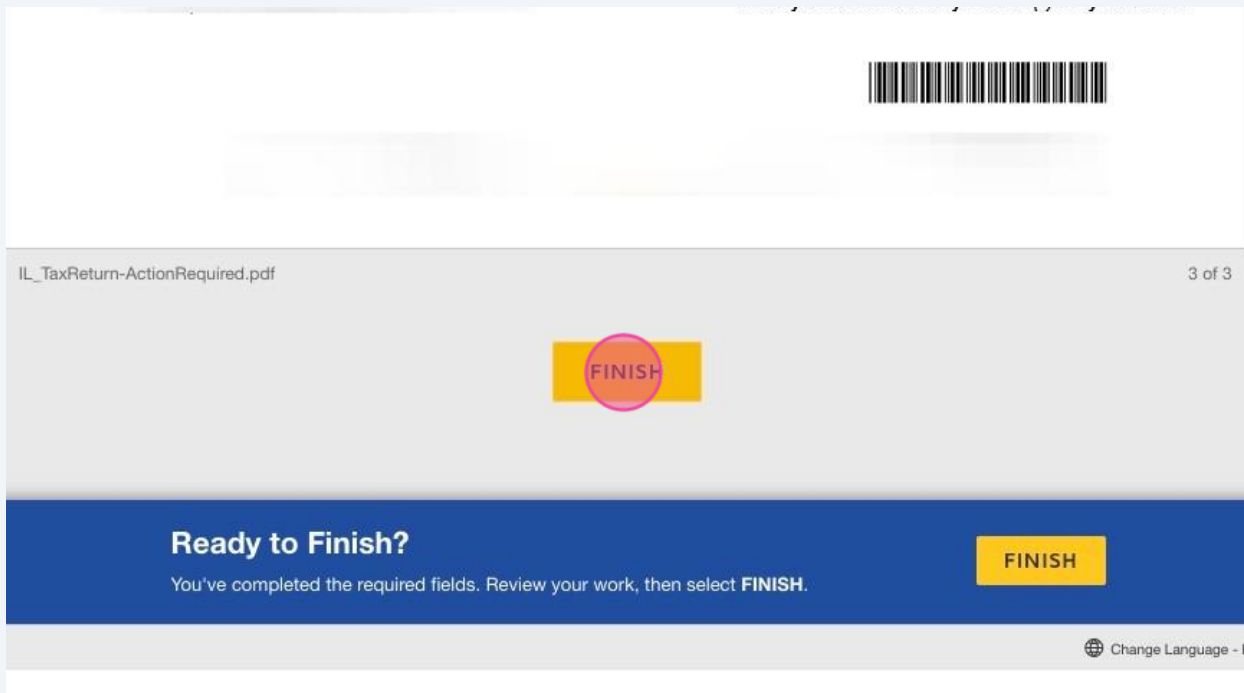 IL_TaxReturn-ActionRequired.pdf
3 of 3
FINISH
Ready to Finish?
You've completed the required fields. Review your work, then select FINISH.
FINISH
Change Language -